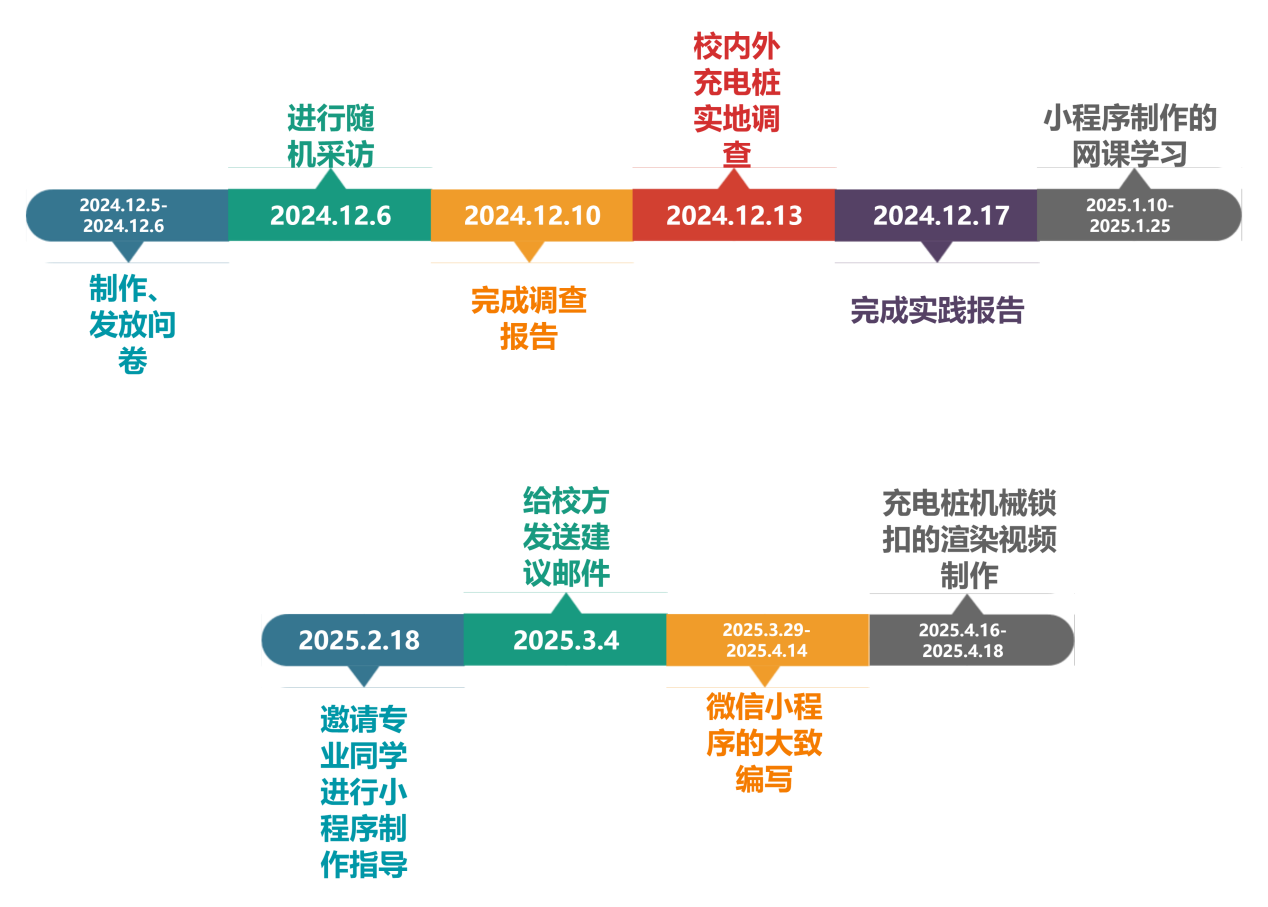 校内外
充电桩
实地调
查
进行随
机采访
小程序制作的
网课学习
2024.12.5-
2024.12.6
2024.12.6
2024.12.10
2024.12.13
2024.12.17
2025.1.10-
2025.1.25
制作、
发放问
卷
完成调查
报告
完成实践报告
给校方
发送建
议邮件
充电桩机械锁
扣的渲染视频
制作
2025.2.18
2025.3.4
2025.3.29-
2025.4.14
2025.4.16-
2025.4.18
邀请专
业同学
进行小
程序制
作指导
微信小程
序的大致
编写